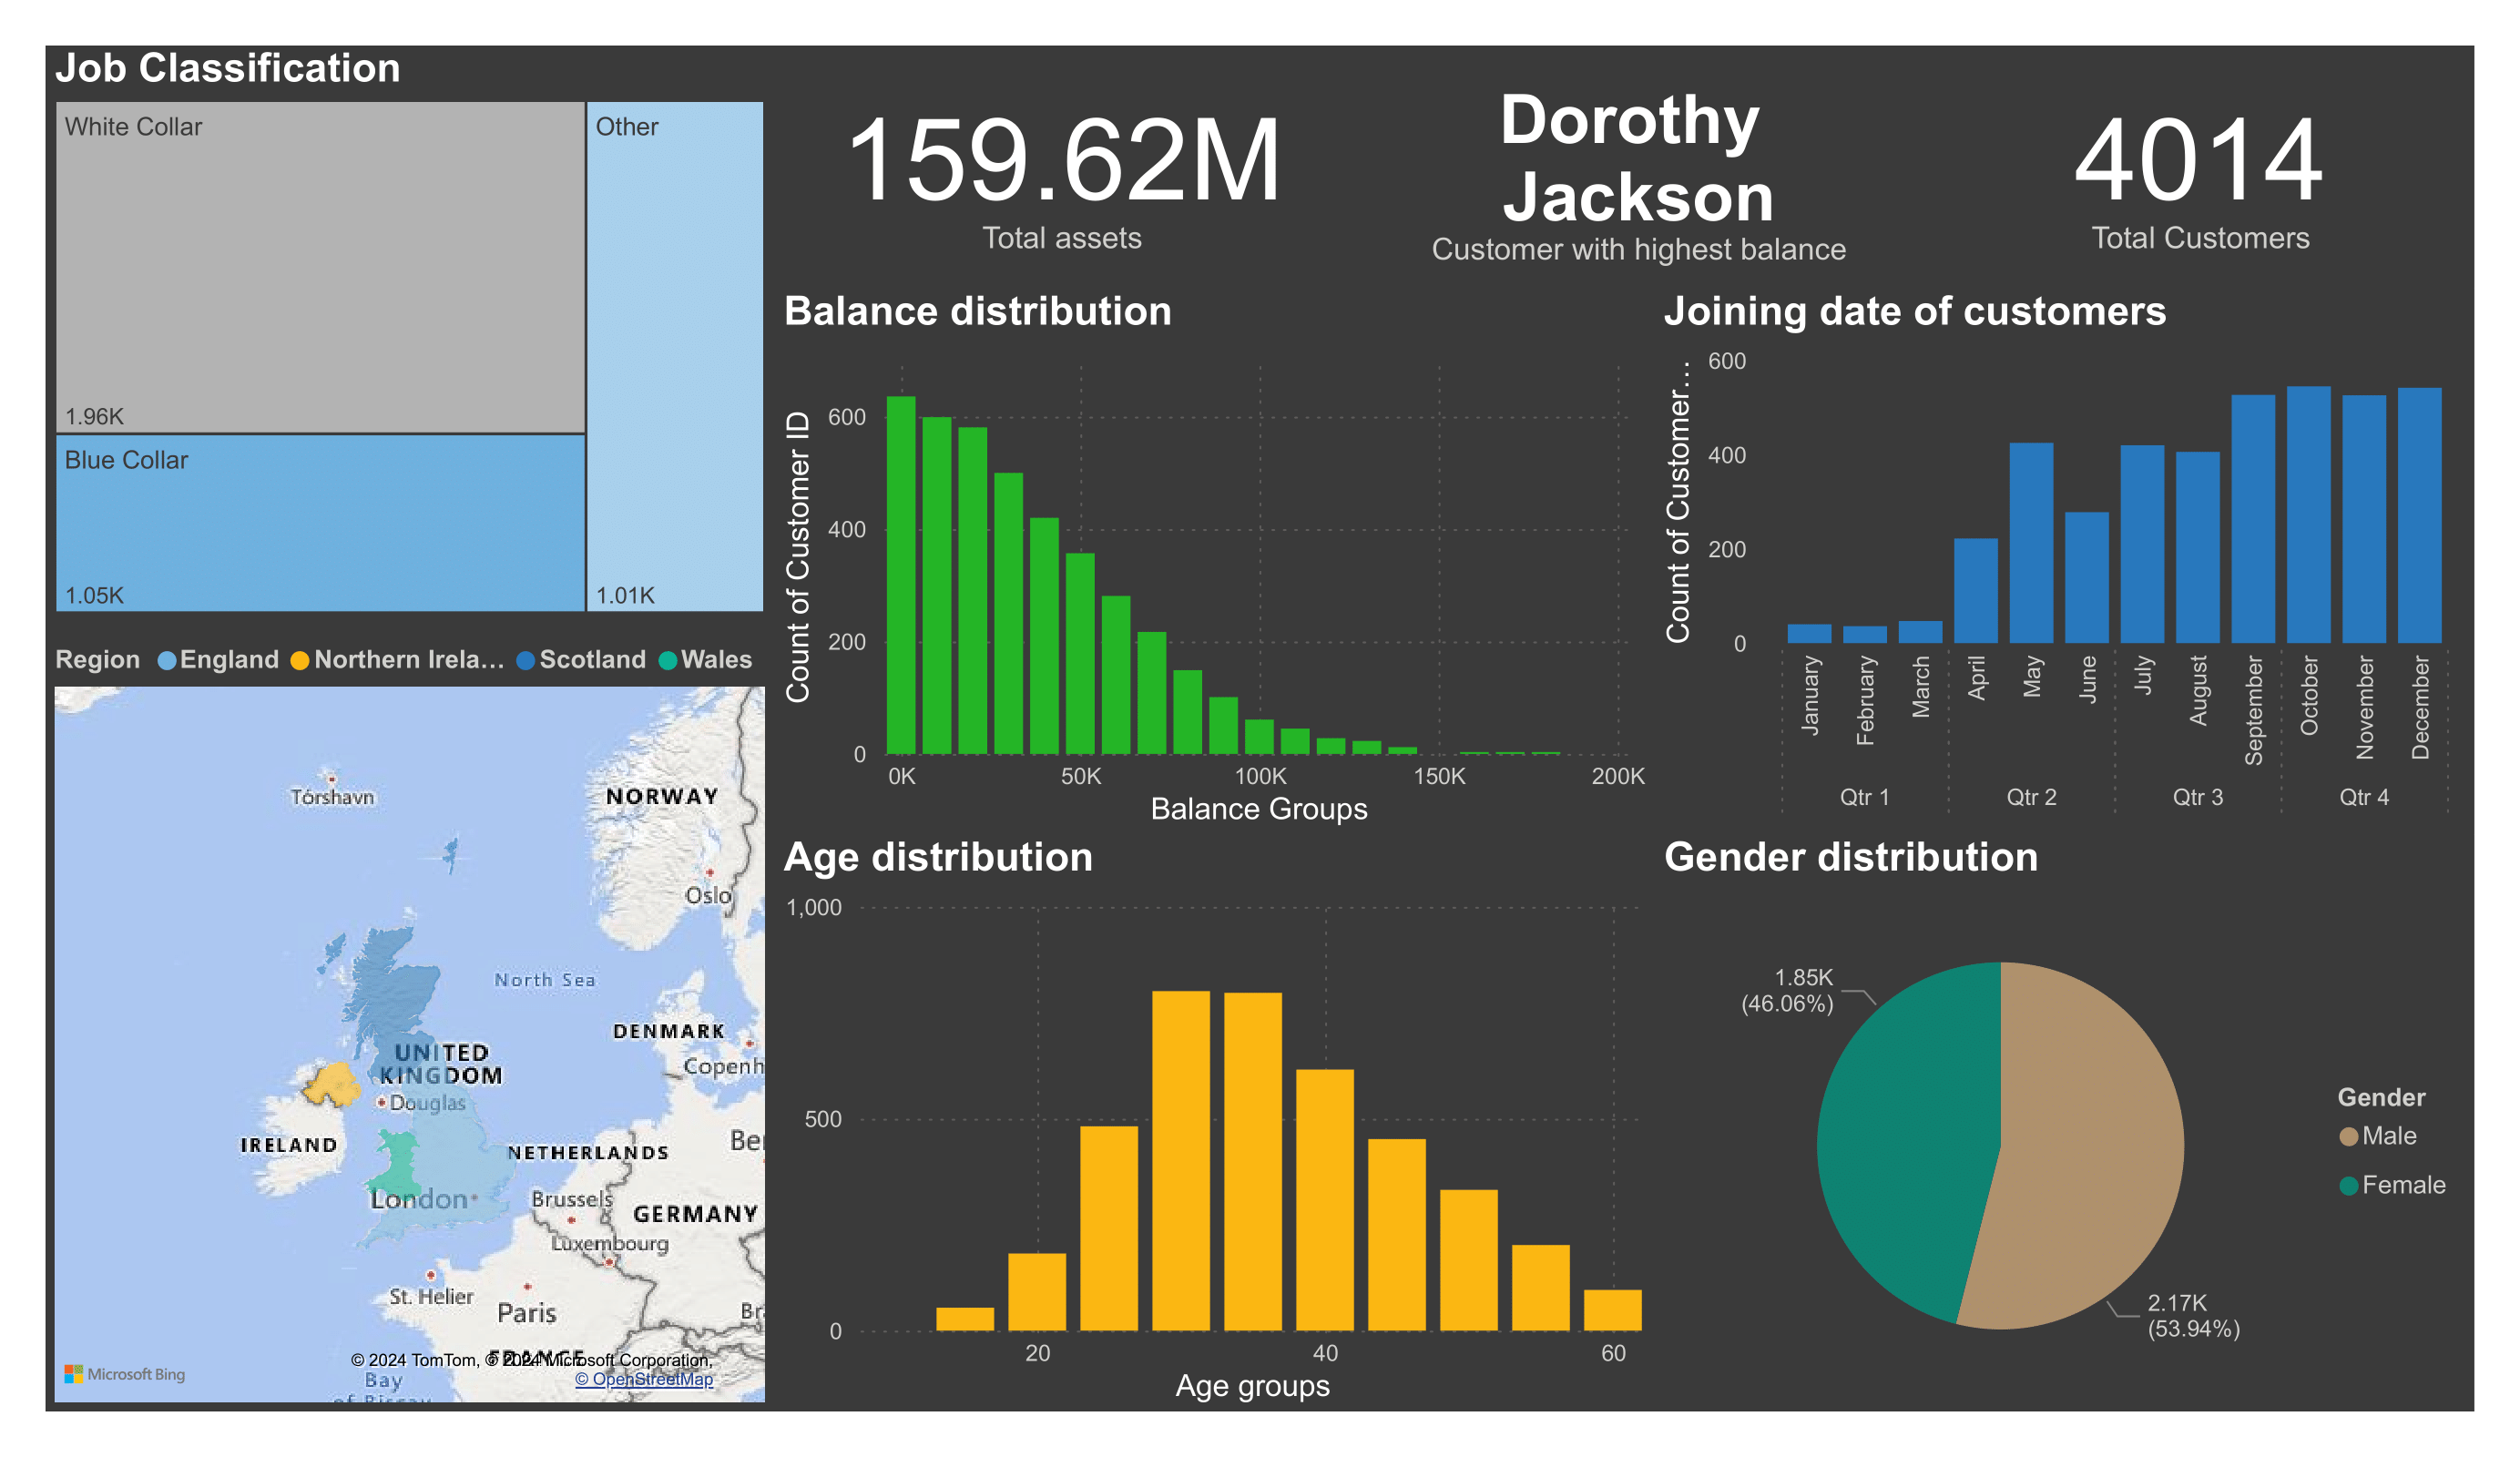 Job Classification
White Collar
1.96K
Blue Collar
1.05K
Other
1.01K
159.62M
Total assets
Dorothy
Jackson
Customer with highest balance
4014
Total Customers
Balance distribution
Count of Customer ID
600
400
200
0
0K 50K 100K 150K 200K
Balance Groups
Joining date of customers
Count of Customer…
600
400
200
0
January February March April May June July August September October November December
Qtr 1 Qtr 2 Qtr 3 Qtr 4
Region England Northern Irela… Scotland Wales
Tórshavn
NORWAY
Oslo
North Sea
DENMARK
Copenh
UNITED
KINGDOM
Douglas
IRELAND
NETHERLANDS
Be
London
Brussels
GERMANY
Luxembourg
St. Helier
Paris
Br
FRANCE
© 2024 TomTom, © 2024 Microsoft Corporation,
© OpenStreetMap
Microsoft Bing
Bay
of Biscay
Age distribution
1,000
500
0
20 40 60
Age groups
Gender distribution
1.85K
(46.06%)
2.17K
(53.94%)
Gender
Male
Female